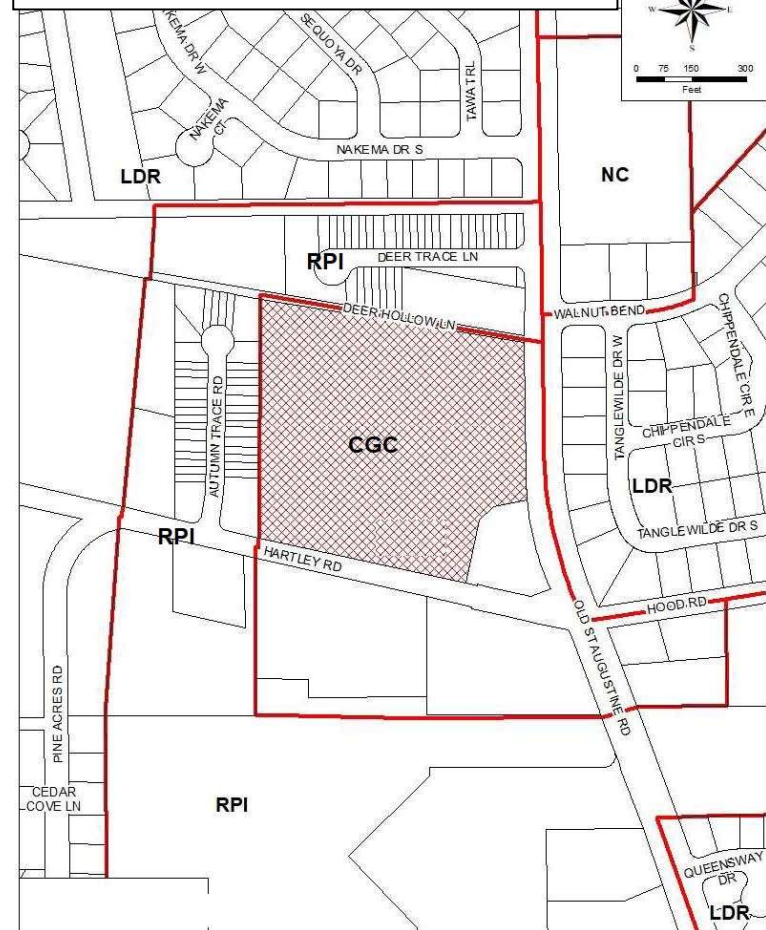 W
E
S
0 75 150 300
Feet
NAKEMA DR W
SEQUOYA DR
TAWA TRL
NAKEMA
CT
NAKEMA DR S
LDR
NC
RPI
DEER TRACE LN
DEER HOLLOW LN
WALNUT BEND
CHIPPENDALE CIR E
TANGLEWILDE DR W
AUTUMN TRACE RD
CGC
CHIPPENDALE
CIR S
LDR
TANGLEWILDE DR S
RPI
HARTLEY RD
HOOD RD
OLD ST AUGUSTINE RD
PINE ACRES RD
CEDAR
COVE LN
RPI
QUEENSWAY
DR
LDR